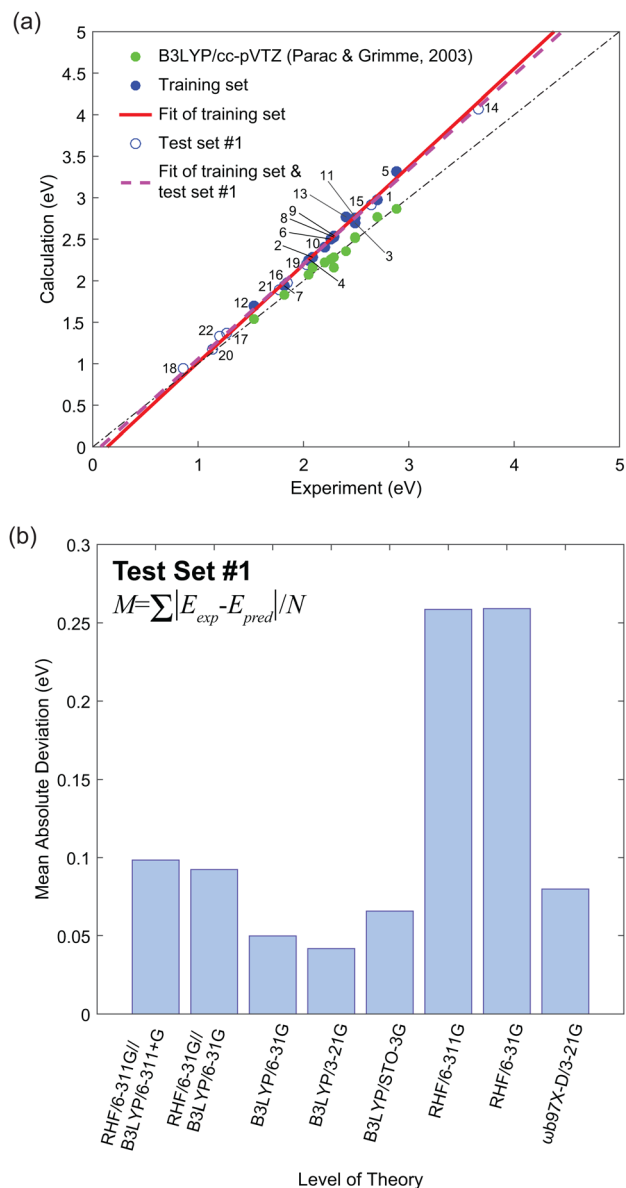 (a)
5
4.5
4
3.5
3
2.5
2
1.5
1
0.5
0
Calculation (eV)
B3LYP/cc-pVTZ (Parac & Grimme, 2003)
Training set
Fit of training set
Test set #1
Fit of training set &
test set #1
14
5
11
15
1
13
9
8
6
10
3
2
19
4
16
21
7
12
22
17
20
18
0
1
2
3
4
5
Experiment (eV)
(b)
0.3
0.25
0.2
0.15
0.1
0.05
0
Mean Absolute Deviation (eV)
Test Set #1
M=∑|E_exp-E_pred|/N
RHF/6-311G//
B3LYP/6-311+G
RHF/6-31G//
B3LYP/6-31G
B3LYP/6-31G
B3LYP/3-21G
B3LYP/STO-3G
RHF/6-311G
RHF/6-31G
ωb97X-D/3-21G
Level of Theory